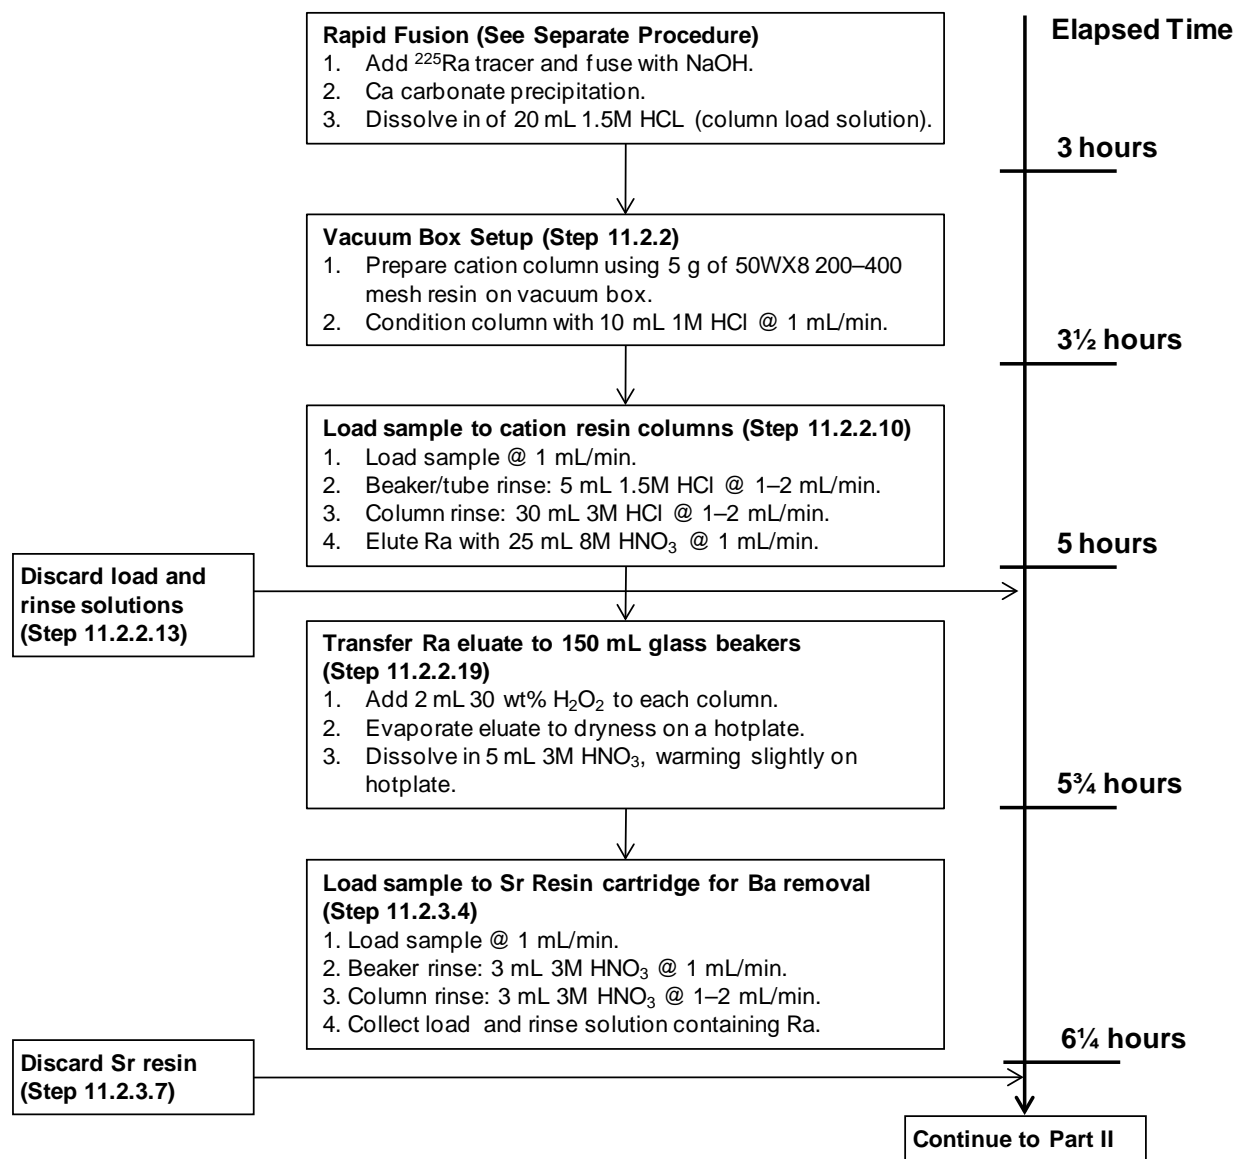 Rapid Fusion (See Separate Procedure)
1. Add ²²⁵Ra tracer and fuse with NaOH.
2. Ca carbonate precipitation.
3. Dissolve in of 20 mL 1.5M HCL (column load solution).
Elapsed Time
3 hours
Vacuum Box Setup (Step 11.2.2)
1. Prepare cation column using 5 g of 50WX8 200–400
mesh resin on vacuum box.
2. Condition column with 10 mL 1M HCl @ 1 mL/min.
3½ hours
Load sample to cation resin columns (Step 11.2.2.10)
1. Load sample @ 1 mL/min.
2. Beaker/tube rinse: 5 mL 1.5M HCl @ 1–2 mL/min.
3. Column rinse: 30 mL 3M HCl @ 1–2 mL/min.
4. Elute Ra with 25 mL 8M HNO₃ @ 1 mL/min.
5 hours
Discard load and
rinse solutions
(Step 11.2.2.13)
Transfer Ra eluate to 150 mL glass beakers
(Step 11.2.2.19)
1. Add 2 mL 30 wt% H₂O₂ to each column.
2. Evaporate eluate to dryness on a hotplate.
3. Dissolve in 5 mL 3M HNO₃, warming slightly on
hotplate.
5¾ hours
Load sample to Sr Resin cartridge for Ba removal
(Step 11.2.3.4)
1. Load sample @ 1 mL/min.
2. Beaker rinse: 3 mL 3M HNO₃ @ 1 mL/min.
3. Column rinse: 3 mL 3M HNO₃ @ 1–2 mL/min.
4. Collect load and rinse solution containing Ra.
6¼ hours
Discard Sr resin
(Step 11.2.3.7)
Continue to Part II